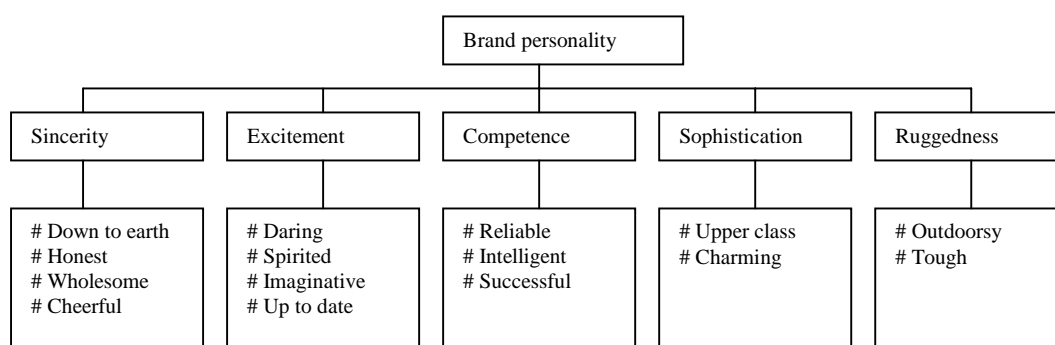 Brand personality
Sincerity
Excitement
Competence
Sophistication
Ruggedness
# Down to earth
# Honest
# Wholesome
# Cheerful
# Daring
# Spirited
# Imaginative
# Up to date
# Reliable
# Intelligent
# Successful
# Upper class
# Charming
# Outdoorsy
# Tough